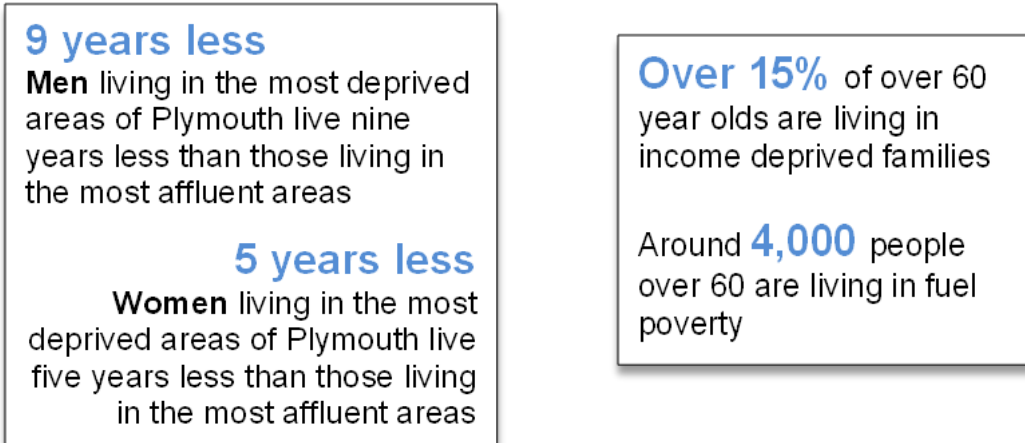 9 years less
Men living in the most deprived
areas of Plymouth live nine
years less than those living in
the most affluent areas
5 years less
Women living in the most
deprived areas of Plymouth live
five years less than those living
in the most affluent areas
Over 15% of over 60
year olds are living in
income deprived families
Around 4,000 people
over 60 are living in fuel
poverty